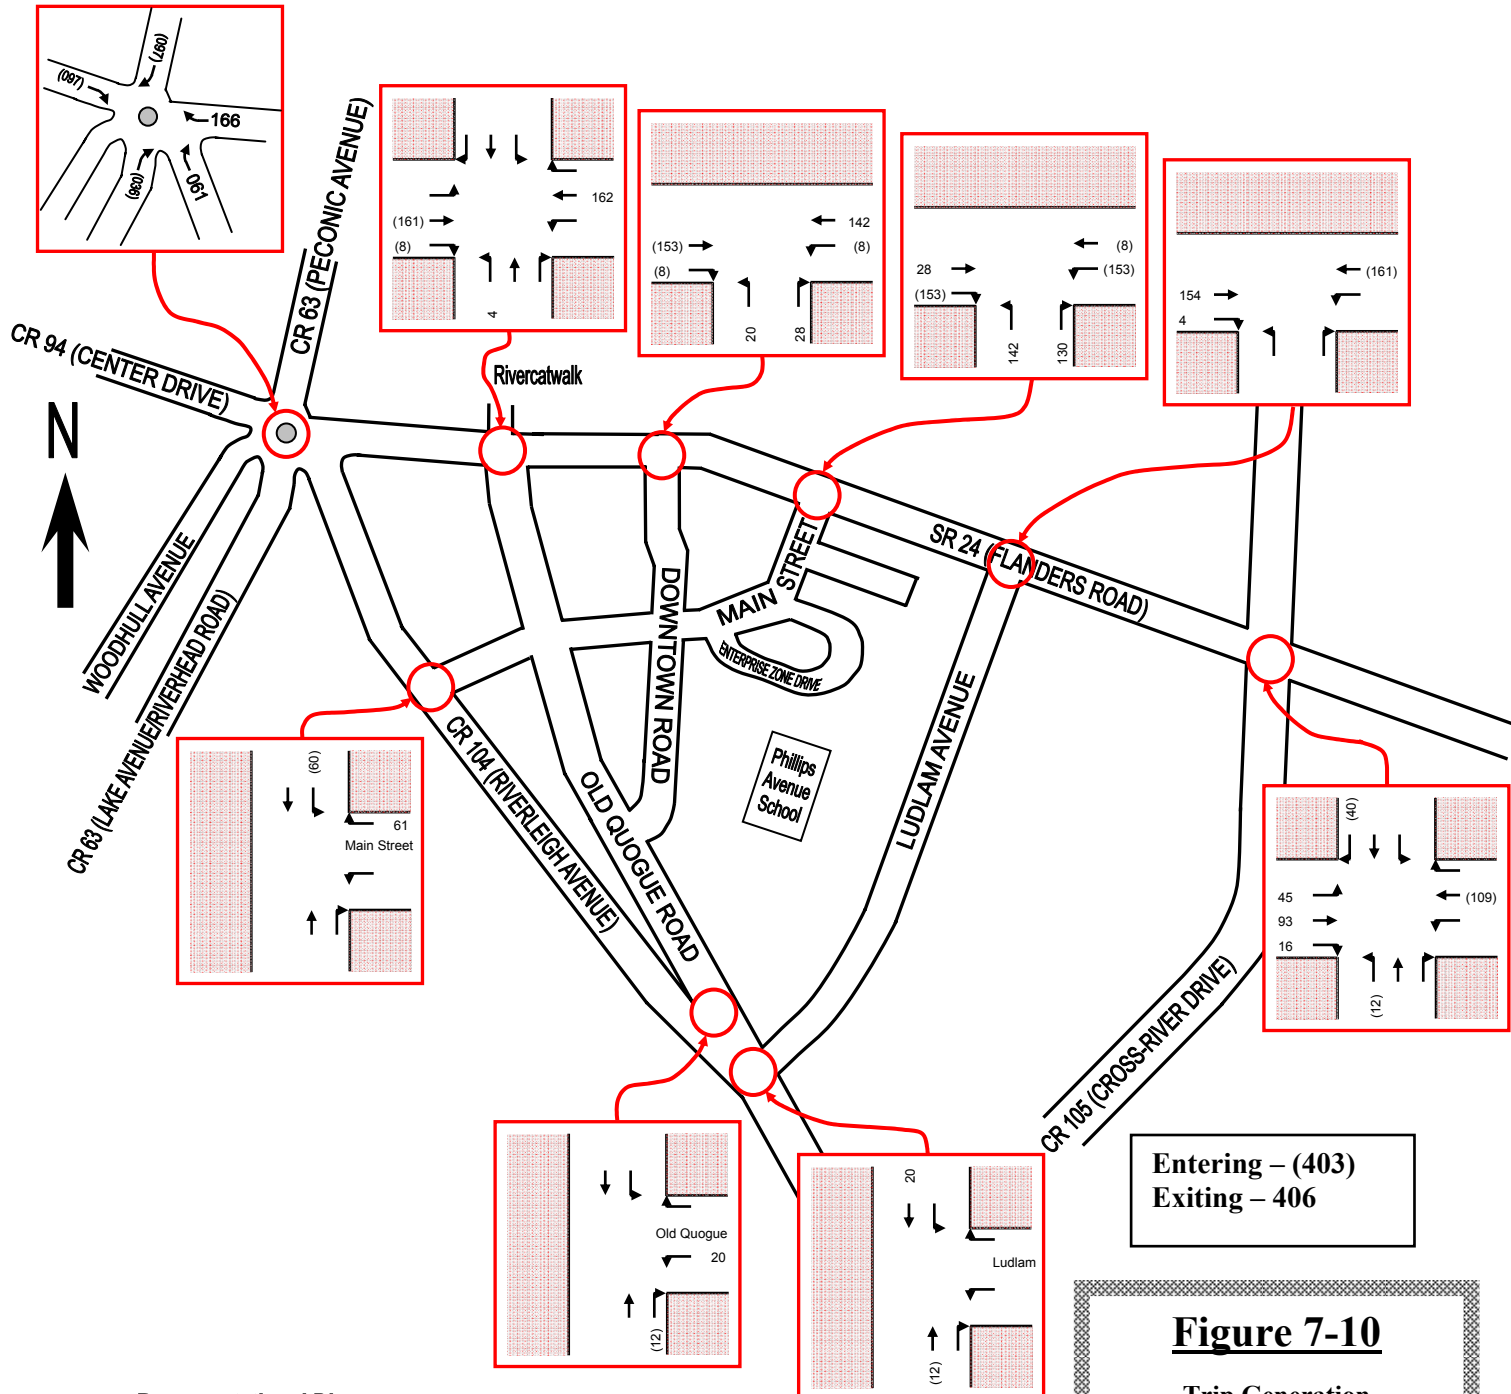 (097)
(097)
166
(036)
061
CR 63 (PECONIC AVENUE)
CR 94 (CENTER DRIVE)
N
(161)
(8)
162
4
Rivercatwalk
(153)
(8)
142
(8)
20
28
28
(153)
(8)
(153)
142
130
154
4
(161)
WOODHULL AVENUE
CR 63 (LAKE AVENUE/RIVERHEAD ROAD)
DOWNTOWN ROAD
MAIN STREET
ENTERPRISE ZONE DRIVE
SR 24 (FLANDERS ROAD)
LUDLAM AVENUE
Phillips
Avenue
School
CR 104 (RIVERLEIGH AVENUE)
OLD QUOGUE ROAD
CR 105 (CROSS-RIVER DRIVE)
(60)
61
Main Street
(40)
45
93
16
(109)
(12)
Old Quogue
20
(12)
20
Ludlam
(12)
Entering – (403)
Exiting – 406
Figure 7-10
Trip Generation